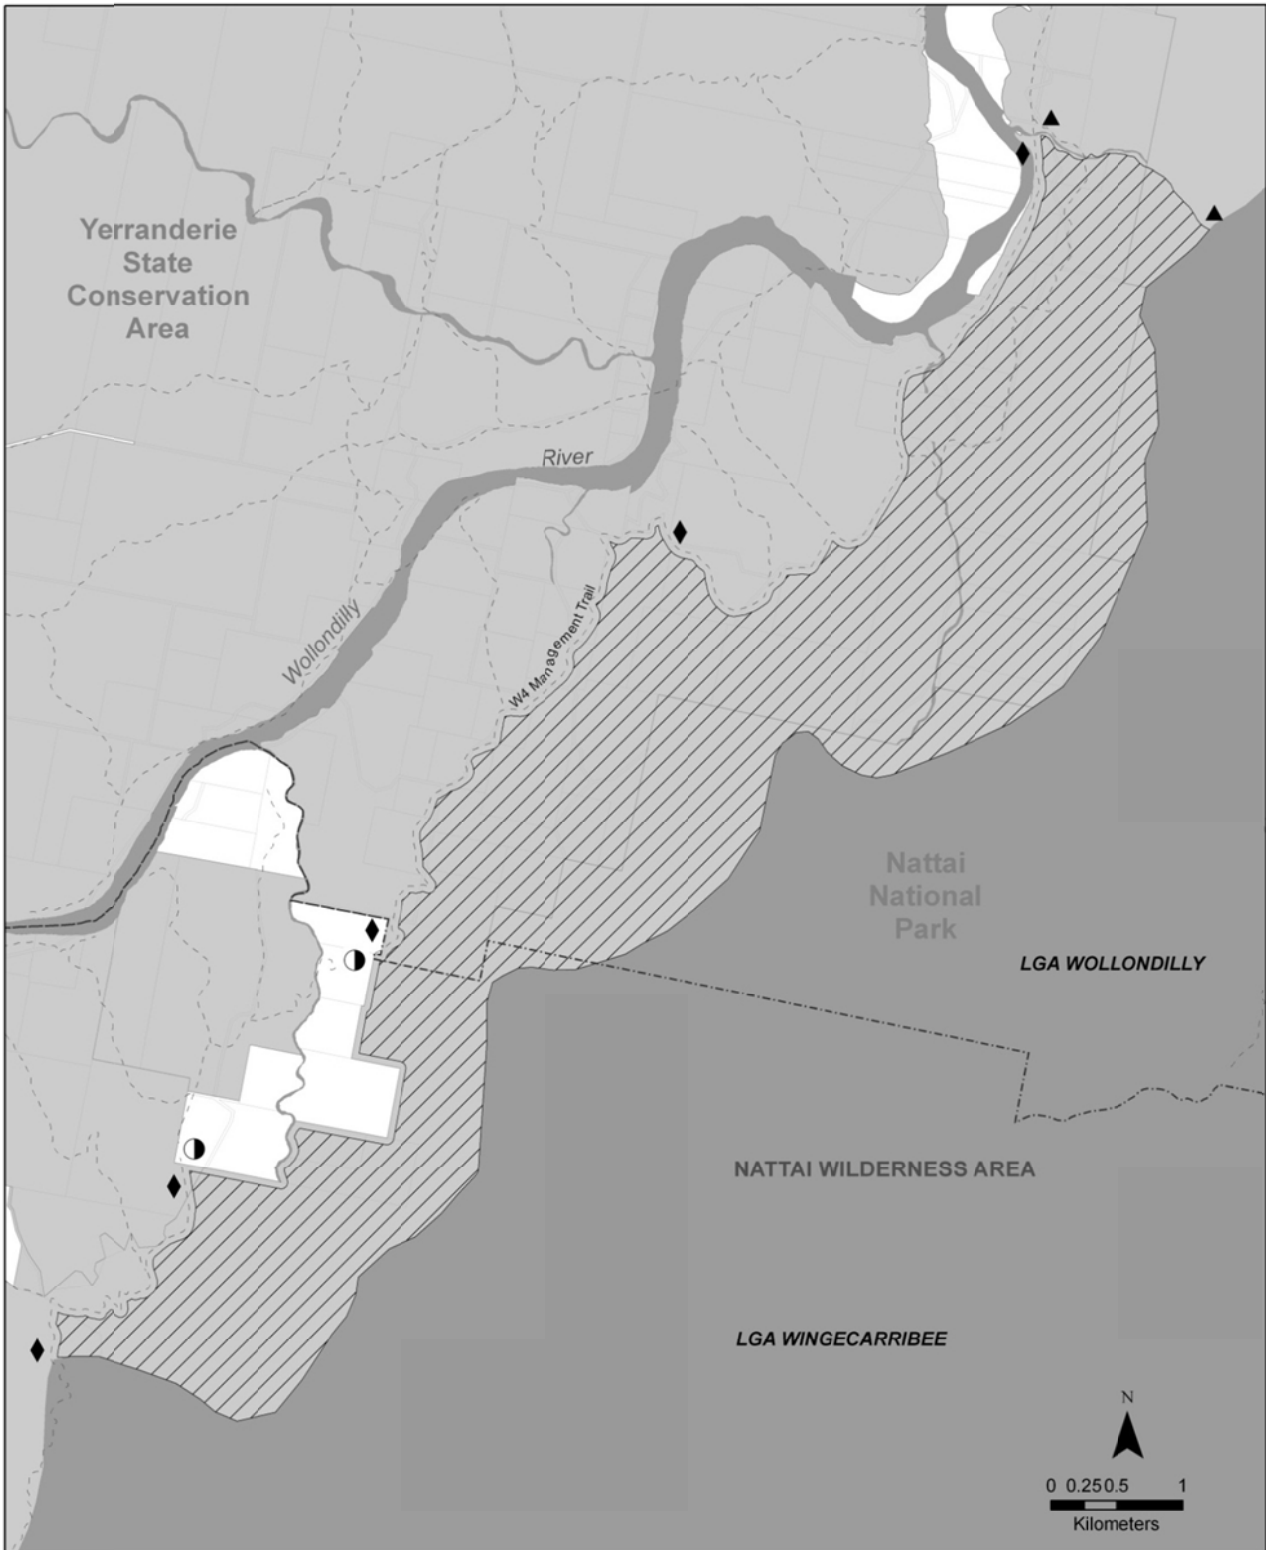 Yerranderie
State
Conservation
Area
River
Wollondilly
W4 Management Trail
Nattai
National
Park
LGA WOLLONDILLY
NATTAI WILDERNESS AREA
LGA WINGECARRIBEE
N
0 0.25 0.5 1
Kilometers